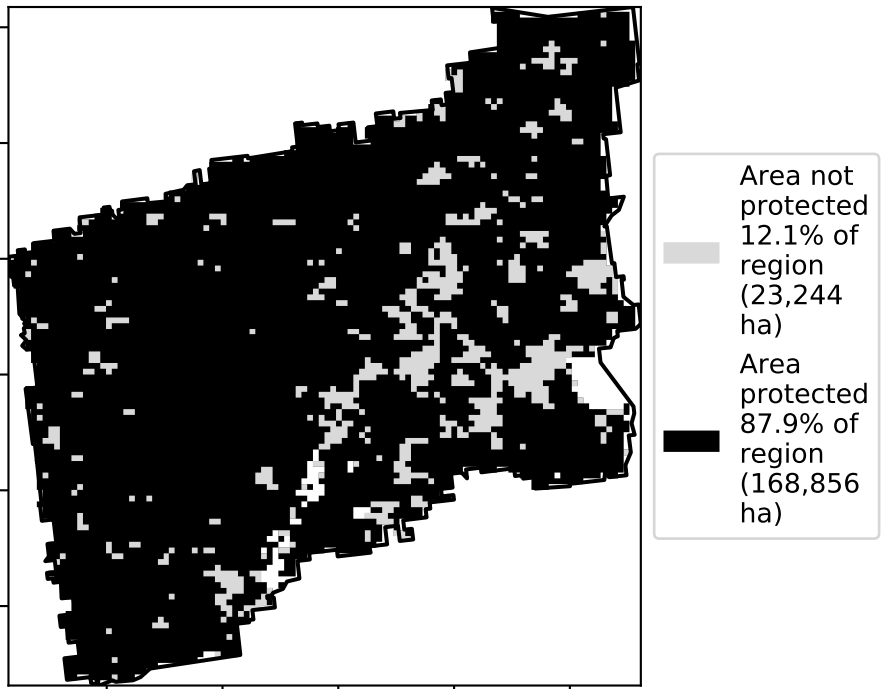 Area not
protected
12.1% of
region
(23,244
ha)
Area
protected
87.9% of
region
(168,856
ha)